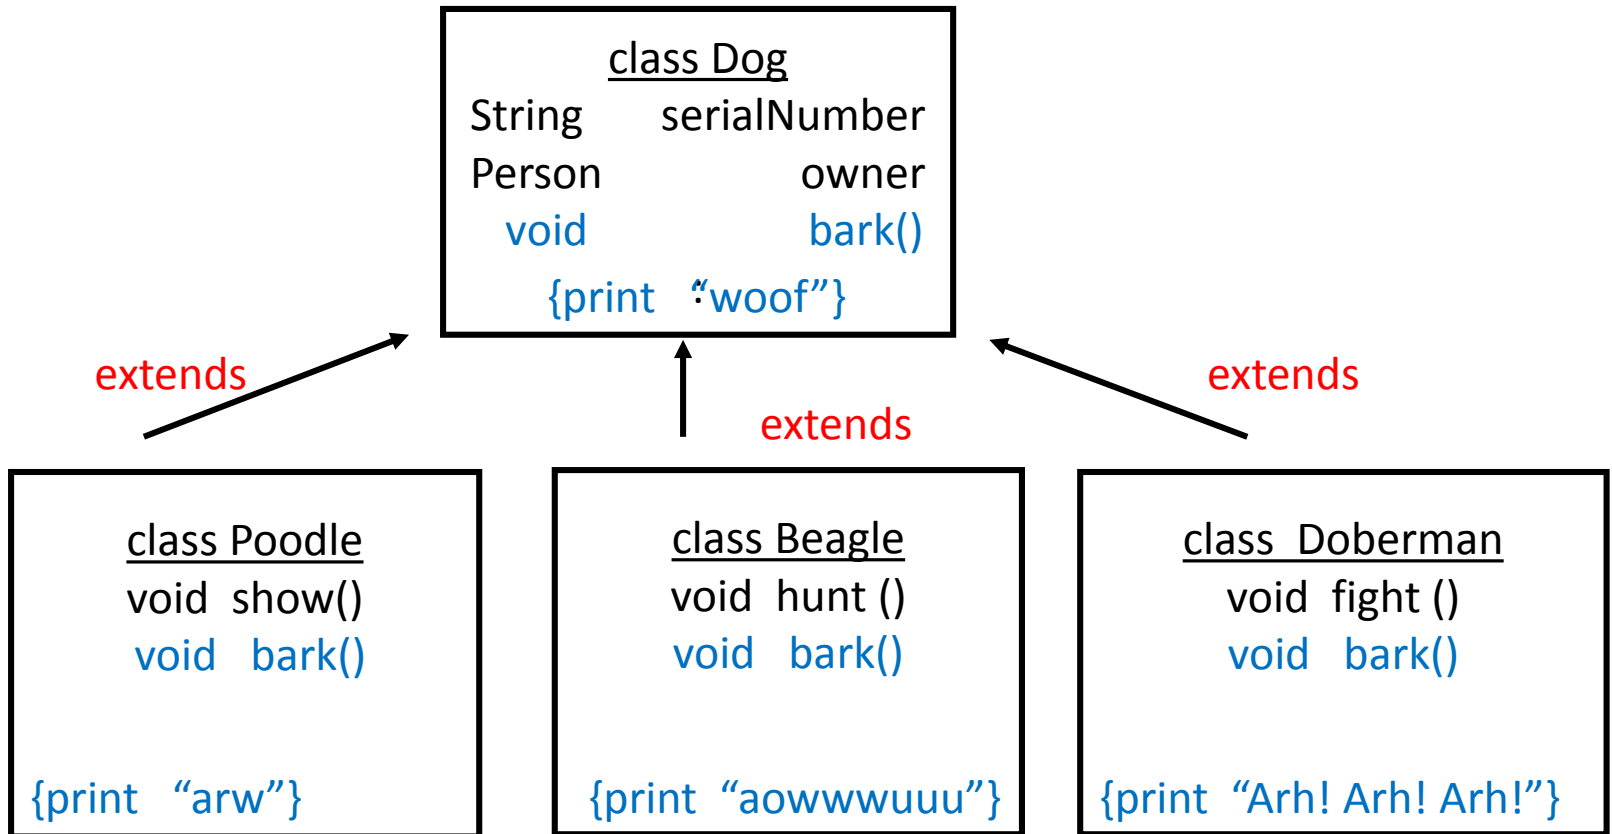 class Dog
String serialNumber
Person owner
void bark()
{print “woof”}
:
extends
extends
extends
class Poodle
void show()
void bark()
{print “arw”}
class Beagle
void hunt ()
void bark()
{print “aowwwuuu”}
class Doberman
void fight ()
void bark()
{print “Arh! Arh! Arh!”}